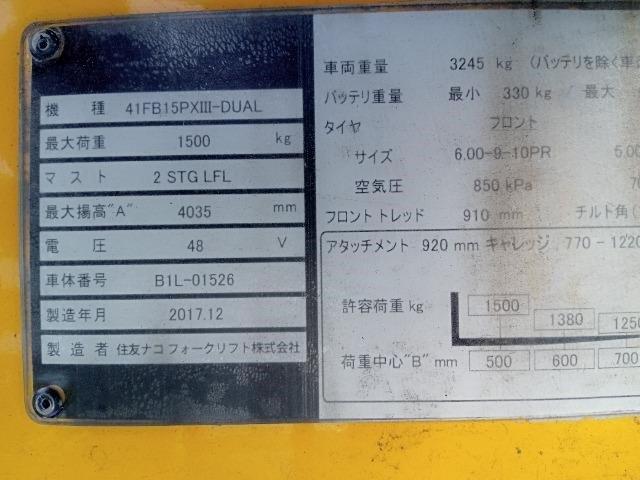 機 種 41FB15PXIII-DUAL
最大荷重 1500 kg
マスト 2 STG LFL
最大揚高"A" 4035 mm
電 圧 48 V
車体番号 B1L-01526
製造年月 2017.12
製造者 住友ナコ フォークリフト株式会社
車両重量 3245 kg (バッテリを除く車
バッテリ重量 最小 330 kg / 最大
タイヤ フロント
サイズ 6.00-9-10PR 5.00
空気圧 850 kPa
フロントトレッド 910 mm チルト角(
アタッチメント 920 mm キャレッジ 770 - 1220
許容荷重 kg 1500 1380 1250
荷重中心"B" mm 500 600 700